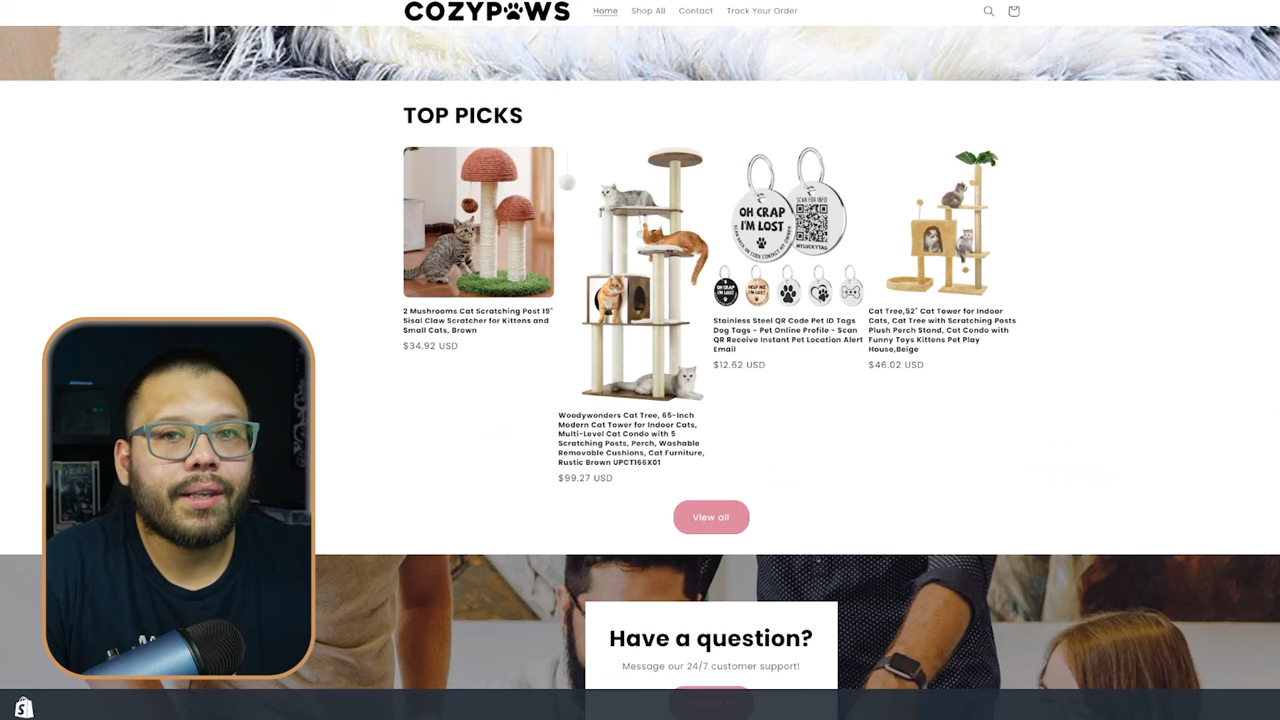 COZYPAWS
Home
Shop All
Contact
Track Your Order
TOP PICKS
OH CRAP
I'M LOST
SCAN FOR INFO
MYLUCKYTAG
2 Mushrooms Cat Scratching Post 19"
Sisal Claw Scratcher for Kittens and
Small Cats, Brown
$34.92 USD
Woodywonders Cat Tree, 65-Inch
Modern Cat Tower for Indoor Cats,
Multi-Level Cat Condo with 5
Scratching Posts, Perch, Washable
Removable Cushions, Cat Furniture,
Rustic Brown UPCT166X01
$99.27 USD
Stainless Steel QR Code Pet ID Tags
Dog Tags - Pet Online Profile - Scan
QR Receive Instant Pet Location Alert
Email
$12.62 USD
Cat Tree,52" Cat Tower for Indoor
Cats, Cat Tree with Scratching Posts
Plush Perch Stand, Cat Condo with
Funny Toys Kittens Pet Play
House,Beige
$46.02 USD
View all
Have a question?
Message our 24/7 customer support!